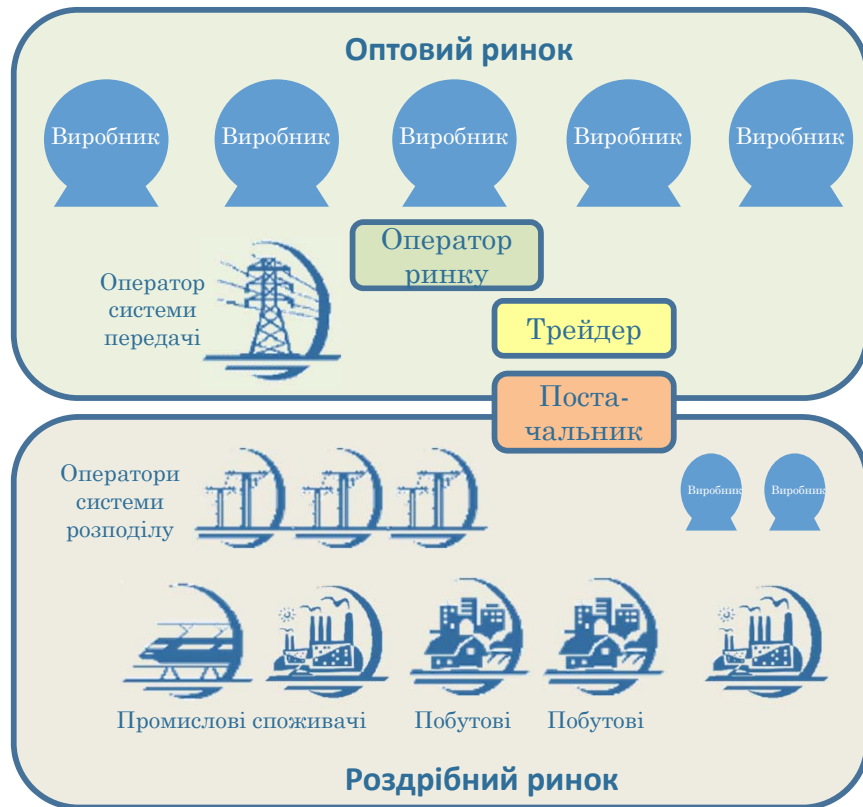 Оптовий ринок
Виробник Виробник Виробник Виробник Виробник
Оператор
ринку
Оператор
системи
передачі
Трейдер
Поста-
чальник
Оператори
системи
розподілу
Виробник Виробник
Промислові споживачі Побутові Побутові
Роздрібний ринок